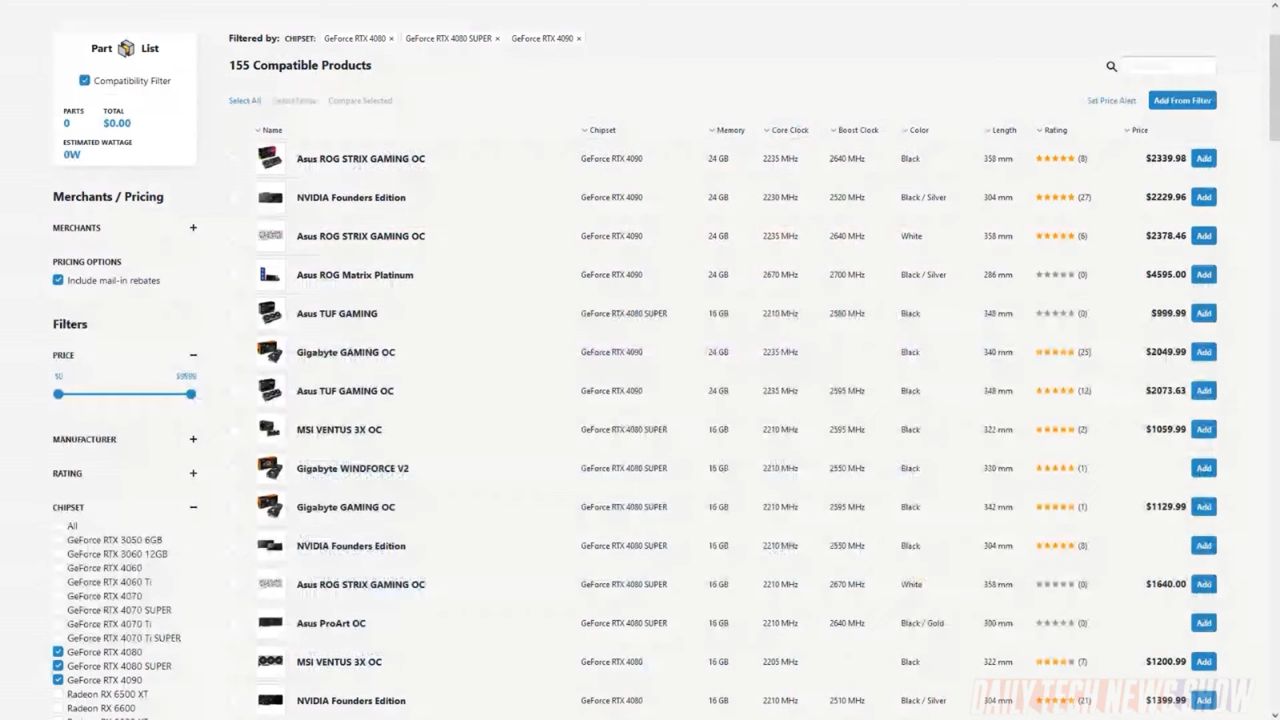 Part List
Compatibility Filter
PARTS TOTAL
0 $0.00
ESTIMATED WATTAGE
0W
Merchants / Pricing
MERCHANTS +
PRICING OPTIONS
Include mail-in rebates
Filters
PRICE −
$0
MANUFACTURER +
RATING +
CHIPSET −
All
GeForce RTX 3050 6GB
GeForce RTX 3060 12GB
GeForce RTX 4060
GeForce RTX 4060 Ti
GeForce RTX 4070
GeForce RTX 4070 SUPER
GeForce RTX 4070 Ti
GeForce RTX 4070 Ti SUPER
GeForce RTX 4080
GeForce RTX 4080 SUPER
GeForce RTX 4090
Radeon RX 6500 XT
Radeon RX 6600
Filtered by: CHIPSET: GeForce RTX 4080 × GeForce RTX 4080 SUPER × GeForce RTX 4090 ×
155 Compatible Products
Select All Compare Selected Set Price Alert Add From Filter
Name Chipset Memory Core Clock Boost Clock Color Length Rating Price
Asus ROG STRIX GAMING OC GeForce RTX 4090 24 GB 2235 MHz 2640 MHz Black 358 mm (8) $2339.98 Add
NVIDIA Founders Edition GeForce RTX 4090 24 GB 2230 MHz 2520 MHz Black / Silver 304 mm (27) $2229.96 Add
Asus ROG STRIX GAMING OC GeForce RTX 4090 24 GB 2235 MHz 2640 MHz White 358 mm (6) $2378.46 Add
Asus ROG Matrix Platinum GeForce RTX 4090 24 GB 2670 MHz 2700 MHz Black / Silver 286 mm (0) $4595.00 Add
Asus TUF GAMING GeForce RTX 4080 SUPER 16 GB 2210 MHz 2580 MHz Black 348 mm (0) $999.99 Add
Gigabyte GAMING OC GeForce RTX 4090 24 GB 2235 MHz Black 340 mm (25) $2049.99 Add
Asus TUF GAMING OC GeForce RTX 4090 2595 MHz Black 348 mm (12) $2073.63 Add
MSI VENTUS 3X OC GeForce RTX 4080 SUPER 16 GB 2210 MHz 2595 MHz Black 322 mm (2) $1059.99 Add
Gigabyte WINDFORCE V2 GeForce RTX 4080 SUPER 16 GB 2210 MHz 2550 MHz Black 330 mm (1) Add
Gigabyte GAMING OC GeForce RTX 4080 SUPER 16 GB 2210 MHz 2595 MHz Black 342 mm (1) $1129.99 Add
NVIDIA Founders Edition GeForce RTX 4080 SUPER 16 GB 2210 MHz 2550 MHz Black 304 mm (8) Add
Asus ROG STRIX GAMING OC GeForce RTX 4080 SUPER 16 GB 2210 MHz 2670 MHz White 358 mm (0) $1640.00 Add
Asus ProArt OC GeForce RTX 4080 SUPER 16 GB 2210 MHz 2640 MHz Black / Gold 300 mm (0) Add
MSI VENTUS 3X OC GeForce RTX 4080 16 GB 2205 MHz Black 322 mm (7) $1200.99 Add
NVIDIA Founders Edition GeForce RTX 4080 16 GB 2210 MHz 2510 MHz Black / Silver 304 mm (21) $1399.99 Add
DAILY TECH NEWS SHOW